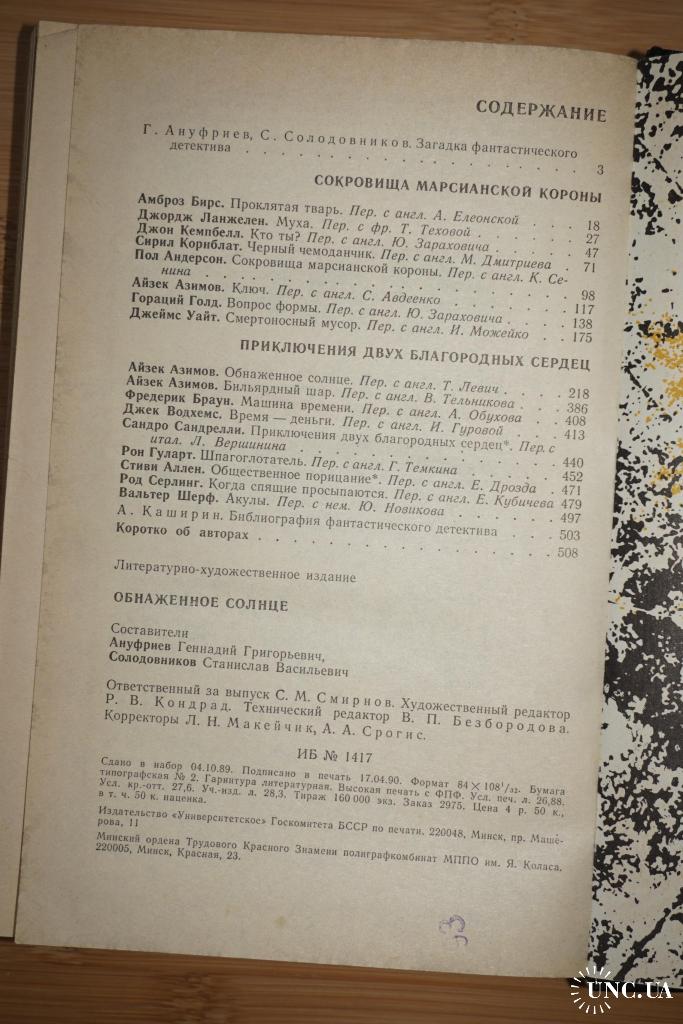 СОДЕРЖАНИЕ
Г. Ануфриев, С. Солодовников. Загадка фантастического
детектива . . . . . . . . . . . . . . . . 3
СОКРОВИЩА МАРСИАНСКОЙ КОРОНЫ
Амброз Бирс. Проклятая тварь. Пер. с англ. А. Елеонской . . . 18
Джордж Ланжелен. Муха. Пер. с фр. Т. Теховой . . . . . 27
Джон Кемпбелл. Кто ты? Пер. с англ. Ю. Зараховича . . . . 47
Сирил Корнблат. Черный чемоданчик. Пер. с англ. М. Дмитриева . 71
Пол Андерсон. Сокровища марсианской короны. Пер. с англ. К. Се-
нина . . . . . . . . . . . . . . . . 98
Айзек Азимов. Ключ. Пер. с англ. С. Авдеенко . . . . . . 117
Гораций Голд. Вопрос формы. Пер. с англ. Ю. Зараховича . . . 138
Джеймс Уайт. Смертоносный мусор. Пер. с англ. И. Можейко . . 175
ПРИКЛЮЧЕНИЯ ДВУХ БЛАГОРОДНЫХ СЕРДЕЦ
Айзек Азимов. Обнаженное солнце. Пер. с англ. Т. Левич . . . 218
Айзек Азимов. Бильярдный шар. Пер. с англ. В. Тельникова . . . 386
Фредерик Браун. Машина времени. Пер. с англ. А. Обухова . . . 408
Джек Водхемс. Время — деньги. Пер. с англ. И. Гуровой . . . 413
Сандро Сандрелли. Приключения двух благородных сердец*. Пер. с
итал. Л. Вершинина . . . . . . . . . . . . 440
Рон Гуларт. Шпагоглотатель. Пер. с англ. Г. Темкина . . . . 452
Стиви Аллен. Общественное порицание*. Пер. с англ. Е. Дрозда . 471
Род Серлинг. Когда спящие просыпаются. Пер. с англ. Е. Кубичева 479
Вальтер Шерф. Акулы. Пер. с нем. Ю. Новикова . . . . . . 497
А. Каширин. Библиография фантастического детектива . . . . 503
Коротко об авторах . . . . . . . . . . . . . 508
Литературно-художественное издание
ОБНАЖЕННОЕ СОЛНЦЕ
Составители
Ануфриев Геннадий Григорьевич,
Солодовников Станислав Васильевич
Ответственный за выпуск С. М. Смирнов. Художественный редактор
Р. В. Кондрад. Технический редактор В. П. Безбородова.
Корректоры Л. Н. Макейчик, А. А. Срогис.
ИБ № 1417
Сдано в набор 04.10.89. Подписано в печать 17.04.90. Формат 84×108¹/₃₂. Бумага
типографская № 2. Гарнитура литературная. Высокая печать с ФПФ. Усл. печ. л. 26,88.
Усл. кр.-отт. 27,6. Уч.-изд. л. 28,3. Тираж 160 000 экз. Заказ 2975. Цена 4 р. 50 к.,
в т. ч. 50 к. наценка.
Издательство «Университетское» Госкомитета БССР по печати. 220048, Минск, пр. Маше-
рова, 11
Минский ордена Трудового Красного Знамени полиграфкомбинат МППО им. Я. Коласа.
220005, Минск, Красная, 23.
UNC.UA